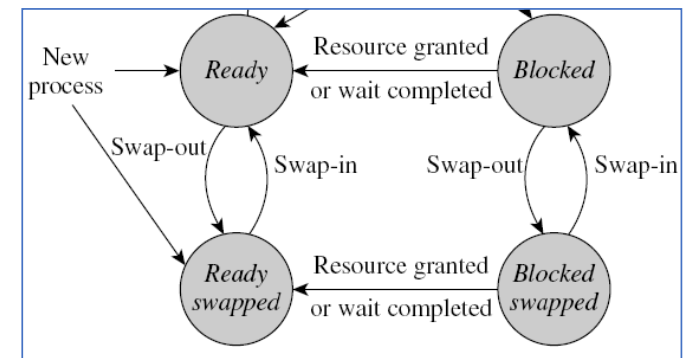 New
process
Ready
Resource granted
or wait completed
Blocked
Swap-out
Swap-in
Swap-out
Swap-in
Ready
swapped
Resource granted
or wait completed
Blocked
swapped